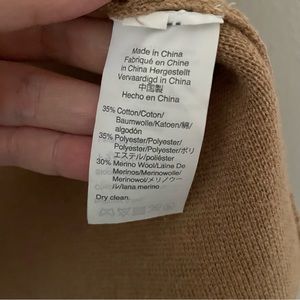 Made in China
Fabriqué en Chine
in China Hergestellt
Vervaardigd in China
中国製
Hecho en China
35% Cotton/Coton/
Baumwolle/Katoen/綿/
algodón
35% Polyester/Polyester/
Polyester/Polyester/ポリ
エステル/poliéster
30% Merino Wool/Laine De
Merinos/Merinowolle/
Merinowol/メリノウー
ル/lana merino
Dry clean.